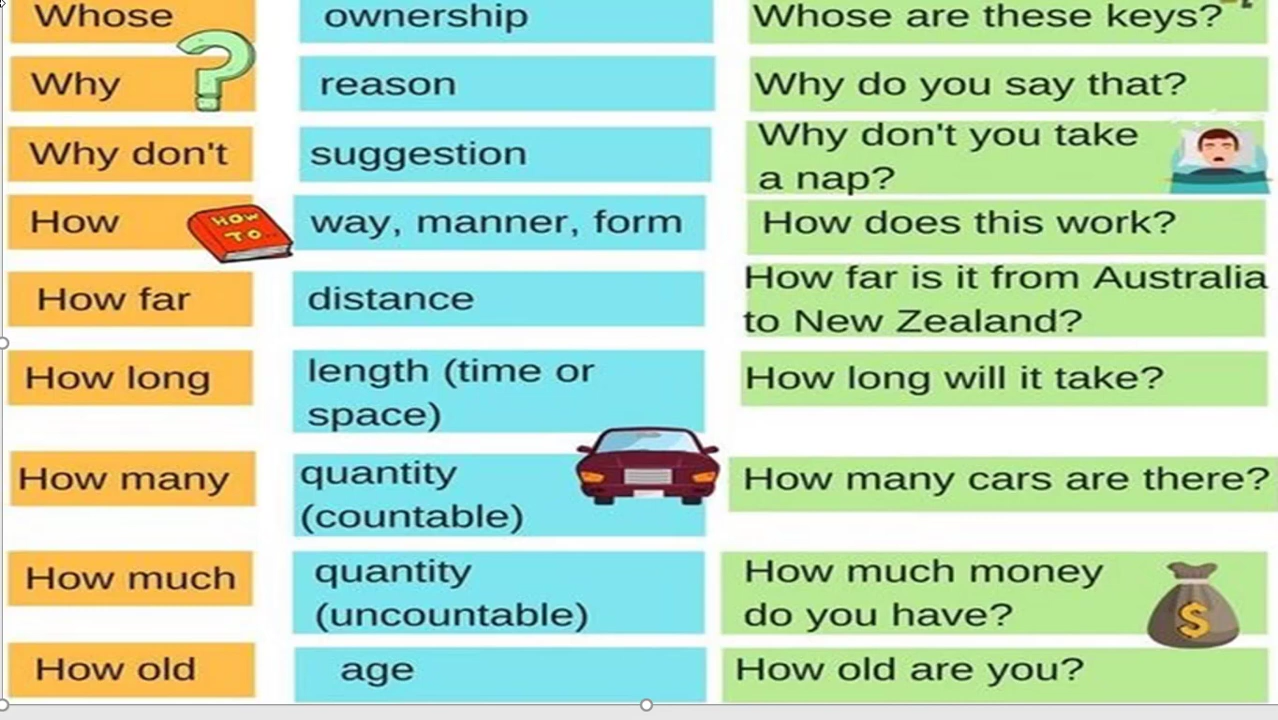 Whose ownership Whose are these keys?
Why reason Why do you say that?
Why don't suggestion Why don't you take
a nap?
How HOW TO.. way, manner, form How does this work?
How far distance How far is it from Australia
to New Zealand?
How long length (time or
space) How long will it take?
How many quantity
(countable) How many cars are there?
How much quantity
(uncountable) How much money
do you have?
$
How old age How old are you?